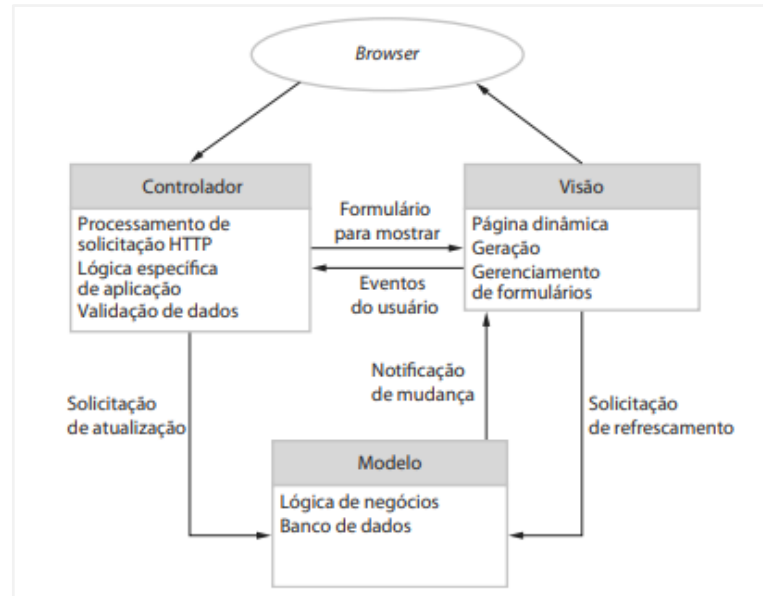 Browser
Controlador
Processamento de
solicitação HTTP
Lógica específica
de aplicação
Validação de dados
Formulário
para mostrar
Eventos
do usuário
Visão
Página dinâmica
Geração
Gerenciamento
de formulários
Solicitação
de atualização
Notificação
de mudança
Solicitação
de refrescamento
Modelo
Lógica de negócios
Banco de dados